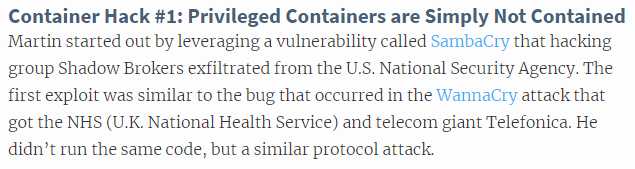 Container Hack #1: Privileged Containers are Simply Not Contained
Martin started out by leveraging a vulnerability called SambaCry that hacking
group Shadow Brokers exfiltrated from the U.S. National Security Agency. The
first exploit was similar to the bug that occurred in the WannaCry attack that
got the NHS (U.K. National Health Service) and telecom giant Telefonica. He
didn’t run the same code, but a similar protocol attack.